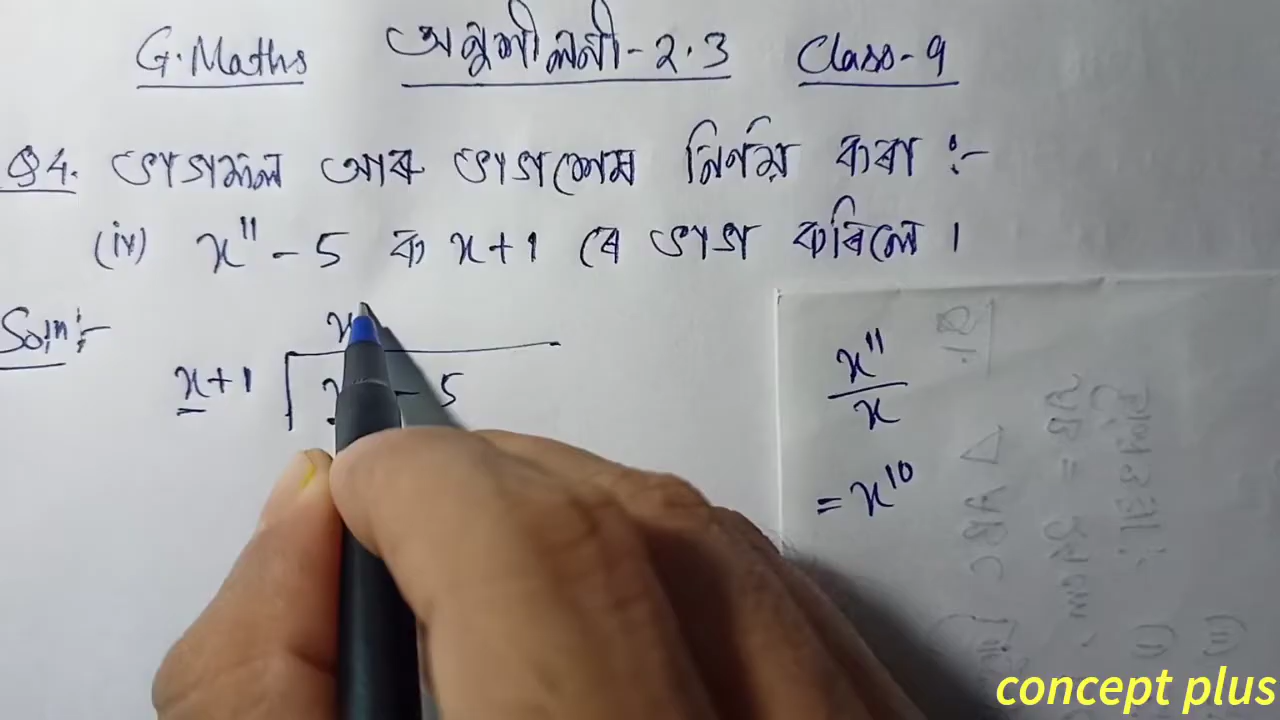 G.Maths অনুশীলনী-2.3 Class-9
Q4. ভাগফল আৰু ভাগশেষ নিৰ্ণয় কৰা :-
(iv) x¹¹ - 5 ক x+1 ৰে ভাগ কৰিলে ।
Soln:-
x
x+1 - 5
x¹¹
x
= x¹⁰
concept plus